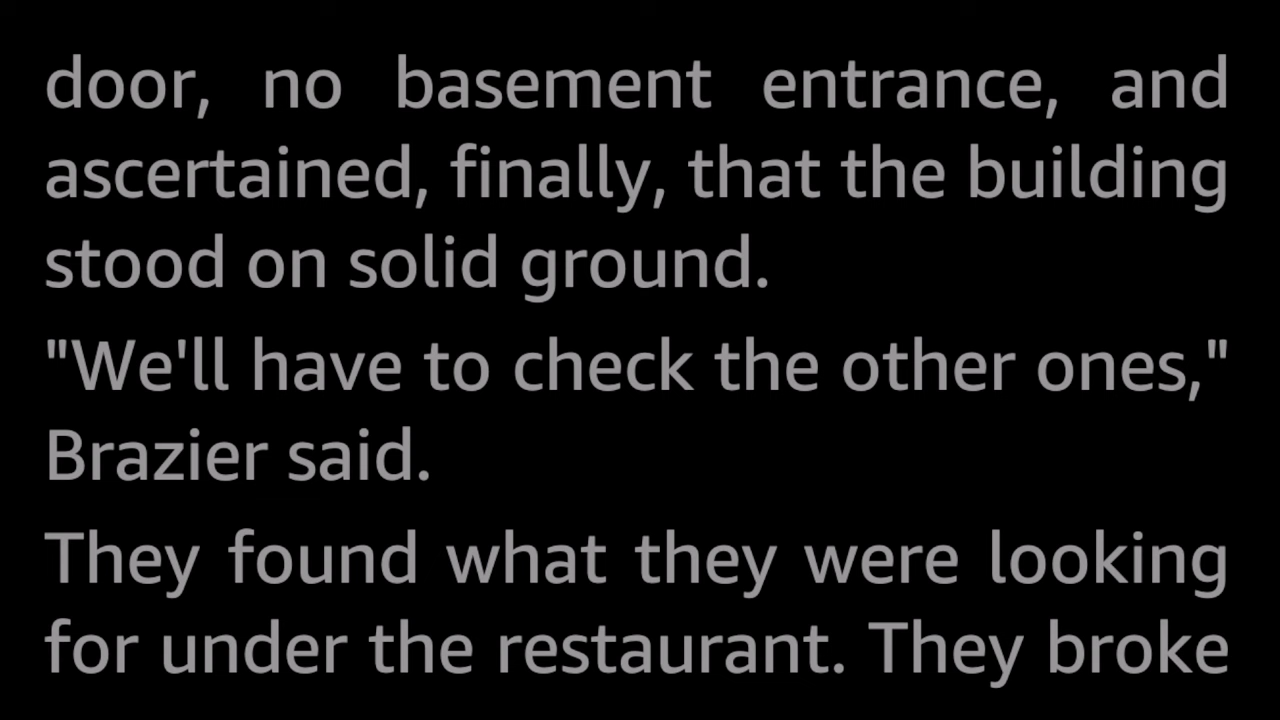 door, no basement entrance, and
ascertained, finally, that the building
stood on solid ground.
"We'll have to check the other ones,"
Brazier said.
They found what they were looking
for under the restaurant. They broke